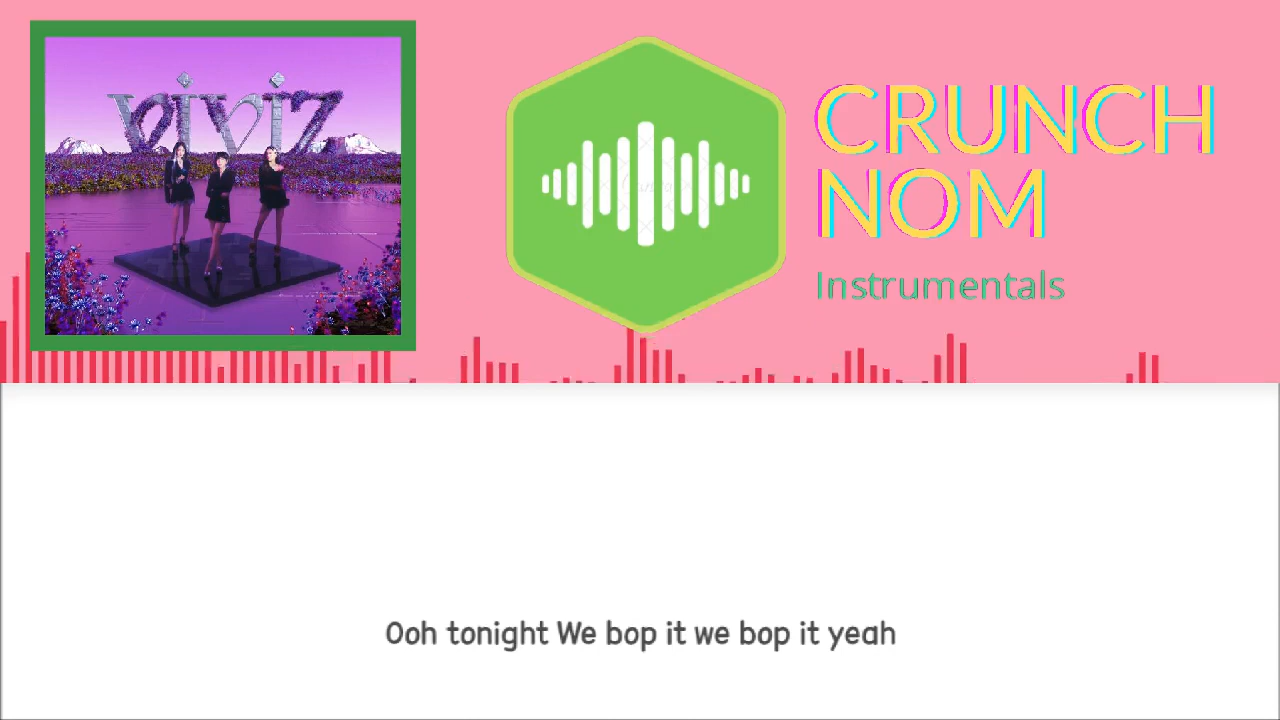 viviz
CRUNCH
NOM
Instrumentals
Ooh tonight We bop it we bop it yeah